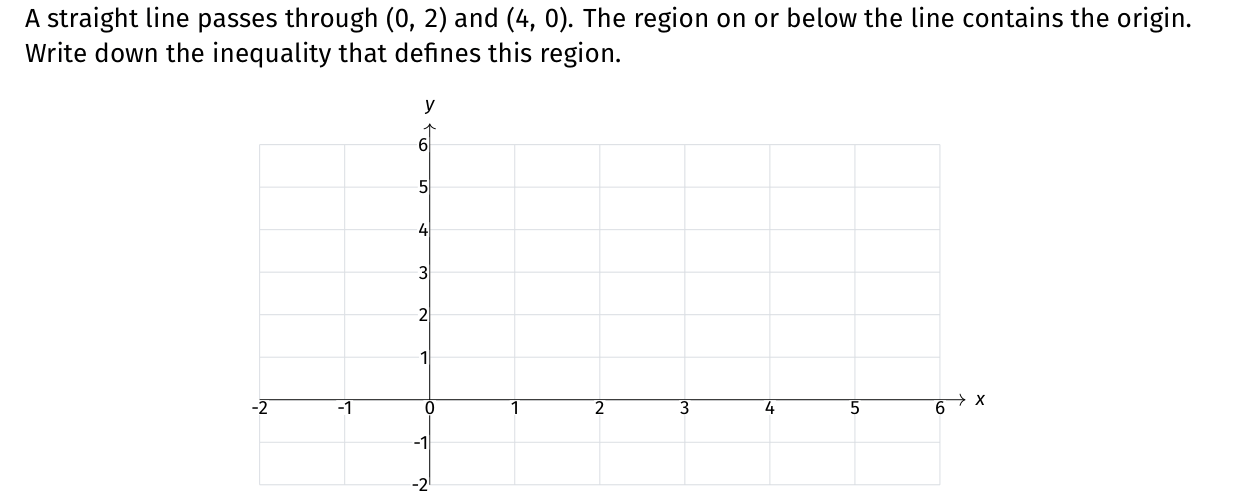 A straight line passes through (0, 2) and (4, 0). The region on or below the line contains the origin.
Write down the inequality that defines this region.
y
6
5
4
3
2
1
-2 -1 0 1 2 3 4 5 6 x
-1
-2